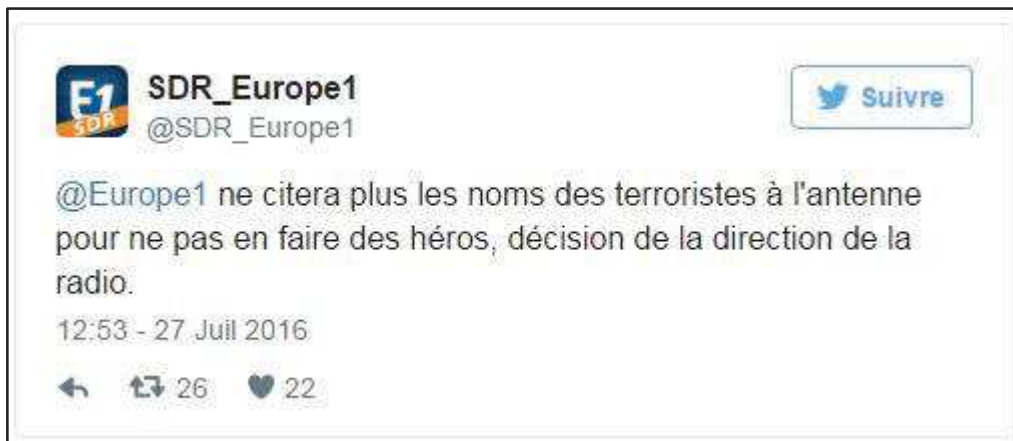 E1
SDR
SDR_Europe1
@SDR_Europe1
Suivre
@Europe1 ne citera plus les noms des terroristes à l'antenne
pour ne pas en faire des héros, décision de la direction de la
radio.
12:53 - 27 Juil 2016
26 22